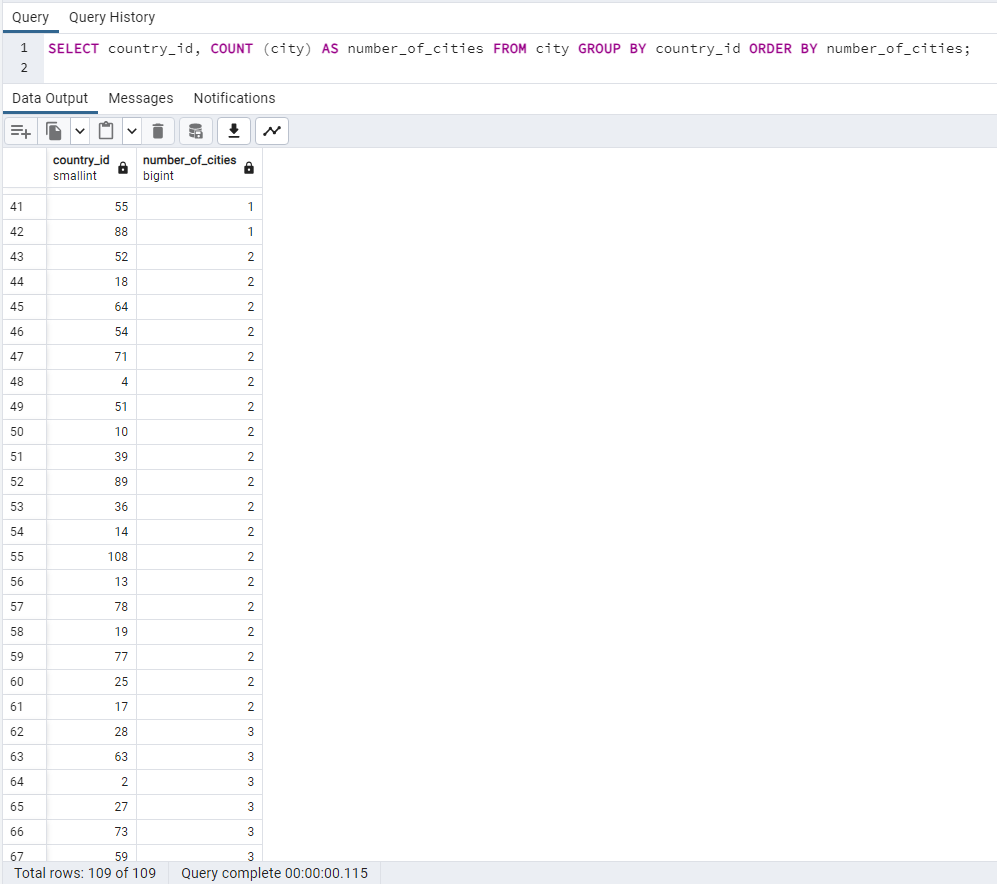 Query Query History
1 SELECT country_id, COUNT (city) AS number_of_cities FROM city GROUP BY country_id ORDER BY number_of_cities;
2
Data Output Messages Notifications
country_id number_of_cities
smallint bigint
41 55 1
42 88 1
43 52 2
44 18 2
45 64 2
46 54 2
47 71 2
48 4 2
49 51 2
50 10 2
51 39 2
52 89 2
53 36 2
54 14 2
55 108 2
56 13 2
57 78 2
58 19 2
59 77 2
60 25 2
61 17 2
62 28 3
63 63 3
64 2 3
65 27 3
66 73 3
67 59 3
Total rows: 109 of 109 Query complete 00:00:00.115